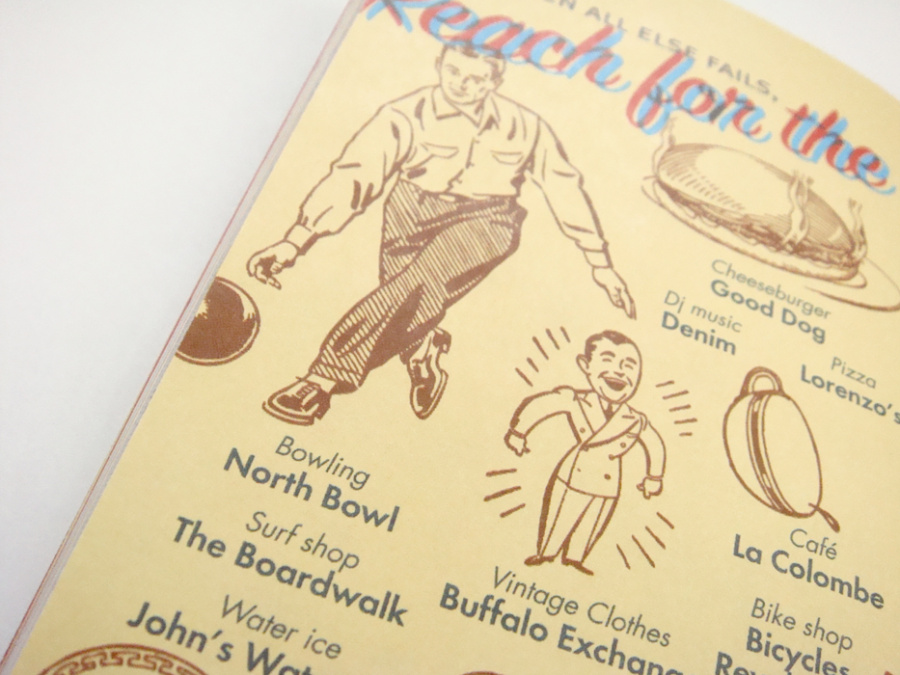 ALL ELSE FAILS,
Reach for the
Cheeseburger
Good Dog
Dj music
Denim
Pizza
Lorenzo's
Bowling
North Bowl
Surf shop
The Boardwalk
Water ice
John's Wat
Vintage Clothes
Buffalo Exchang
Café
La Colombe
Bike shop
Bicycles